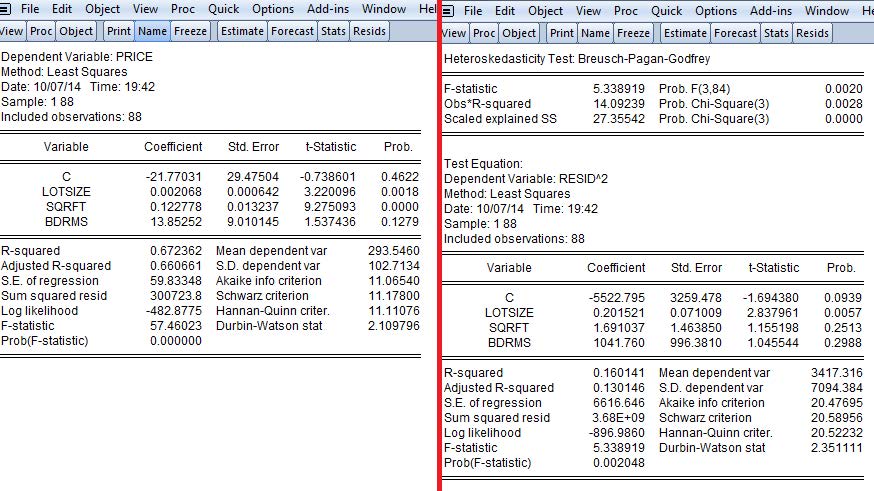 File Edit Object View Proc Quick Options Add-ins Window Hel
View Proc Object Print Name Freeze Estimate Forecast Stats Resids
Dependent Variable: PRICE
Method: Least Squares
Date: 10/07/14 Time: 19:42
Sample: 1 88
Included observations: 88
Variable Coefficient Std. Error t-Statistic Prob.
C -21.77031 29.47504 -0.738601 0.4622
LOTSIZE 0.002068 0.000642 3.220096 0.0018
SQRFT 0.122778 0.013237 9.275093 0.0000
BDRMS 13.85252 9.010145 1.537436 0.1279
R-squared 0.672362 Mean dependent var 293.5460
Adjusted R-squared 0.660661 S.D. dependent var 102.7134
S.E. of regression 59.83348 Akaike info criterion 11.06540
Sum squared resid 300723.8 Schwarz criterion 11.17800
Log likelihood -482.8775 Hannan-Quinn criter. 11.11076
F-statistic 57.46023 Durbin-Watson stat 2.109796
Prob(F-statistic) 0.000000
File Edit Object View Proc Quick Options Add-ins Window He
View Proc Object Print Name Freeze Estimate Forecast Stats Resids
Heteroskedasticity Test: Breusch-Pagan-Godfrey
F-statistic 5.338919 Prob. F(3,84) 0.0020
Obs*R-squared 14.09239 Prob. Chi-Square(3) 0.0028
Scaled explained SS 27.35542 Prob. Chi-Square(3) 0.0000
Test Equation:
Dependent Variable: RESID^2
Method: Least Squares
Date: 10/07/14 Time: 19:42
Sample: 1 88
Included observations: 88
Variable Coefficient Std. Error t-Statistic Prob.
C -5522.795 3259.478 -1.694380 0.0939
LOTSIZE 0.201521 0.071009 2.837961 0.0057
SQRFT 1.691037 1.463850 1.155198 0.2513
BDRMS 1041.760 996.3810 1.045544 0.2988
R-squared 0.160141 Mean dependent var 3417.316
Adjusted R-squared 0.130146 S.D. dependent var 7094.384
S.E. of regression 6616.646 Akaike info criterion 20.47695
Sum squared resid 3.68E+09 Schwarz criterion 20.58956
Log likelihood -896.9860 Hannan-Quinn criter. 20.52232
F-statistic 5.338919 Durbin-Watson stat 2.351111
Prob(F-statistic) 0.002048